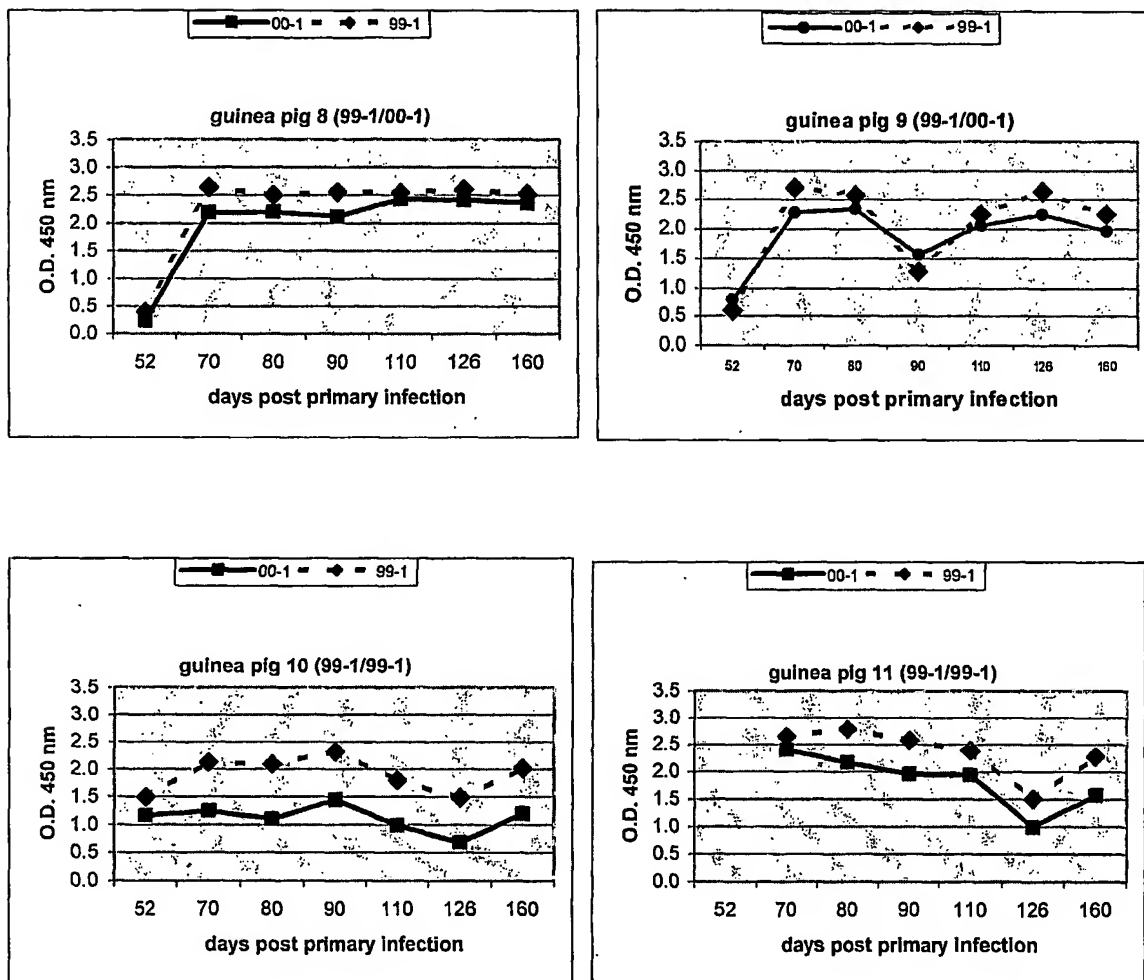 00-1 99-1
guinea pig 8 (99-1/00-1)
O.D. 450 nm
3.5
3.0
2.5
2.0
1.5
1.0
0.5
0.0
52 70 80 90 110 126 160
days post primary infection
00-1 99-1
guinea pig 9 (99-1/00-1)
O.D. 450 nm
3.5
3.0
2.5
2.0
1.5
1.0
0.5
0.0
52 70 80 90 110 126 160
days post primary infection
00-1 99-1
guinea pig 10 (99-1/99-1)
O.D. 450 nm
3.5
3.0
2.5
2.0
1.5
1.0
0.5
0.0
52 70 80 90 110 126 160
days post primary infection
00-1 99-1
guinea pig 11 (99-1/99-1)
O.D. 450 nm
3.5
3.0
2.5
2.0
1.5
1.0
0.5
0.0
52 70 80 90 110 126 160
days post primary infection